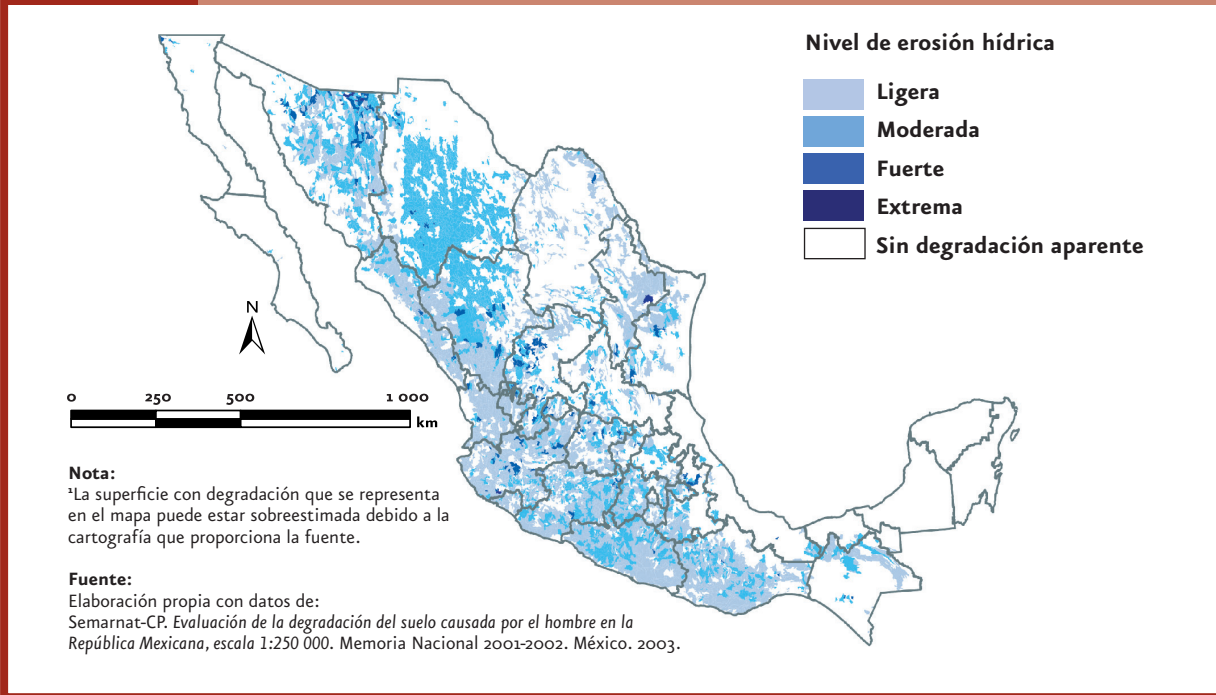 Nivel de erosión hídrica
Ligera
Moderada
Fuerte
Extrema
Sin degradación aparente
N
0 250 500 1 000
km
Nota:
¹La superficie con degradación que se representa
en el mapa puede estar sobreestimada debido a la
cartografía que proporciona la fuente.
Fuente:
Elaboración propia con datos de:
Semarnat-CP. Evaluación de la degradación del suelo causada por el hombre en la
República Mexicana, escala 1:250 000. Memoria Nacional 2001-2002. México. 2003.